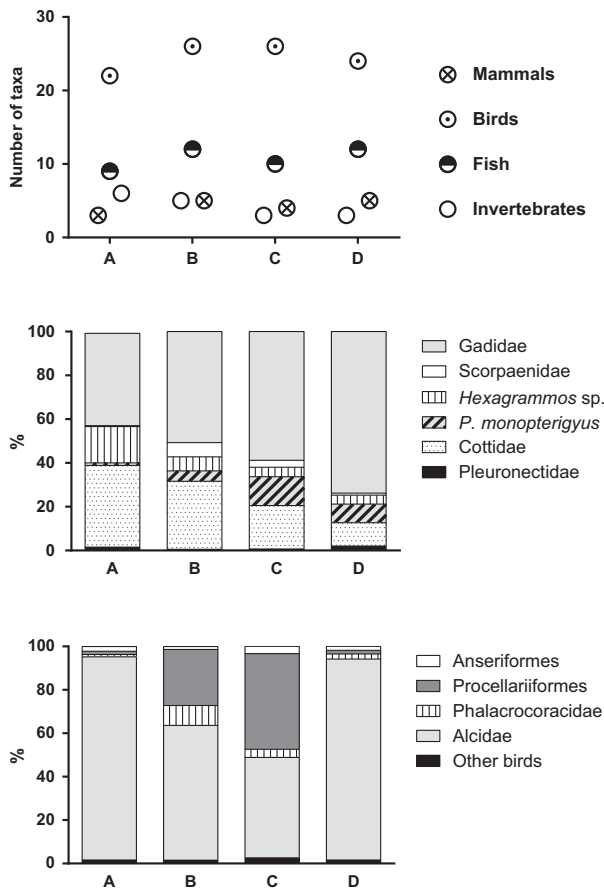 30
20
10
0
Number of taxa
A B C D
Mammals
Birds
Fish
Invertebrates
100
80
60
40
20
0
%
A B C D
Gadidae
Scorpaenidae
Hexagrammos sp.
P. monopterigyus
Cottidae
Pleuronectidae
100
80
60
40
20
0
%
A B C D
Anseriformes
Procellariiformes
Phalacrocoracidae
Alcidae
Other birds